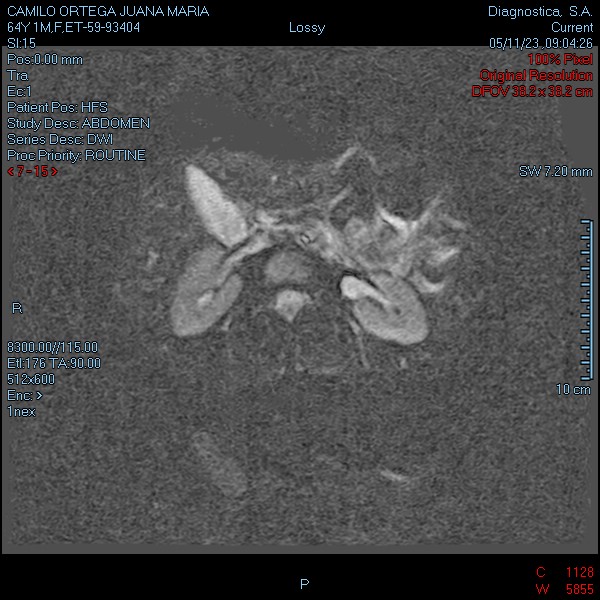 CAMILO ORTEGA JUANA MARIA
64Y 1M,F,ET-59-93404
Sl:15
Pos:0.00 mm
Tra
Ec:1
Patient Pos: HFS
Study Desc: ABDOMEN
Series Desc: DWI
Proc Priority: ROUTINE
< 7 - 15 >
Lossy
Diagnostica, S.A.
Current
05/11/23 ,09:04:26
100% Pixel
Original Resolution
DFOV 38.2 x 38.2 cm
SW 7.20 mm
R
8300.00//115.00
Etl:176 TA:90.00
512x600
Enc: >
1nex
10 cm
P
C 1128
W 5855